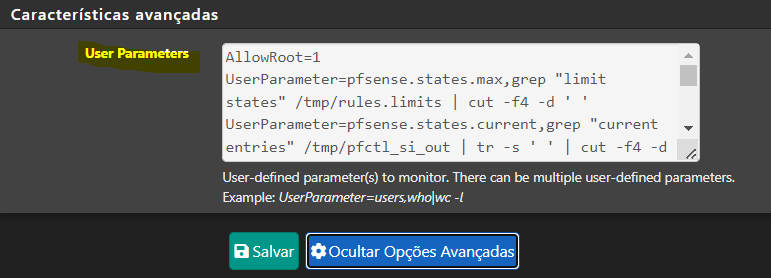 Características avançadas
User Parameters
AllowRoot=1
UserParameter=pfsense.states.max,grep "limit
states" /tmp/rules.limits | cut -f4 -d ' '
UserParameter=pfsense.states.current,grep "current
entries" /tmp/pfctl_si_out | tr -s ' ' | cut -f4 -d
User-defined parameter(s) to monitor. There can be multiple user-defined parameters.
Example: UserParameter=users,who|wc -l
Salvar
Ocultar Opções Avançadas